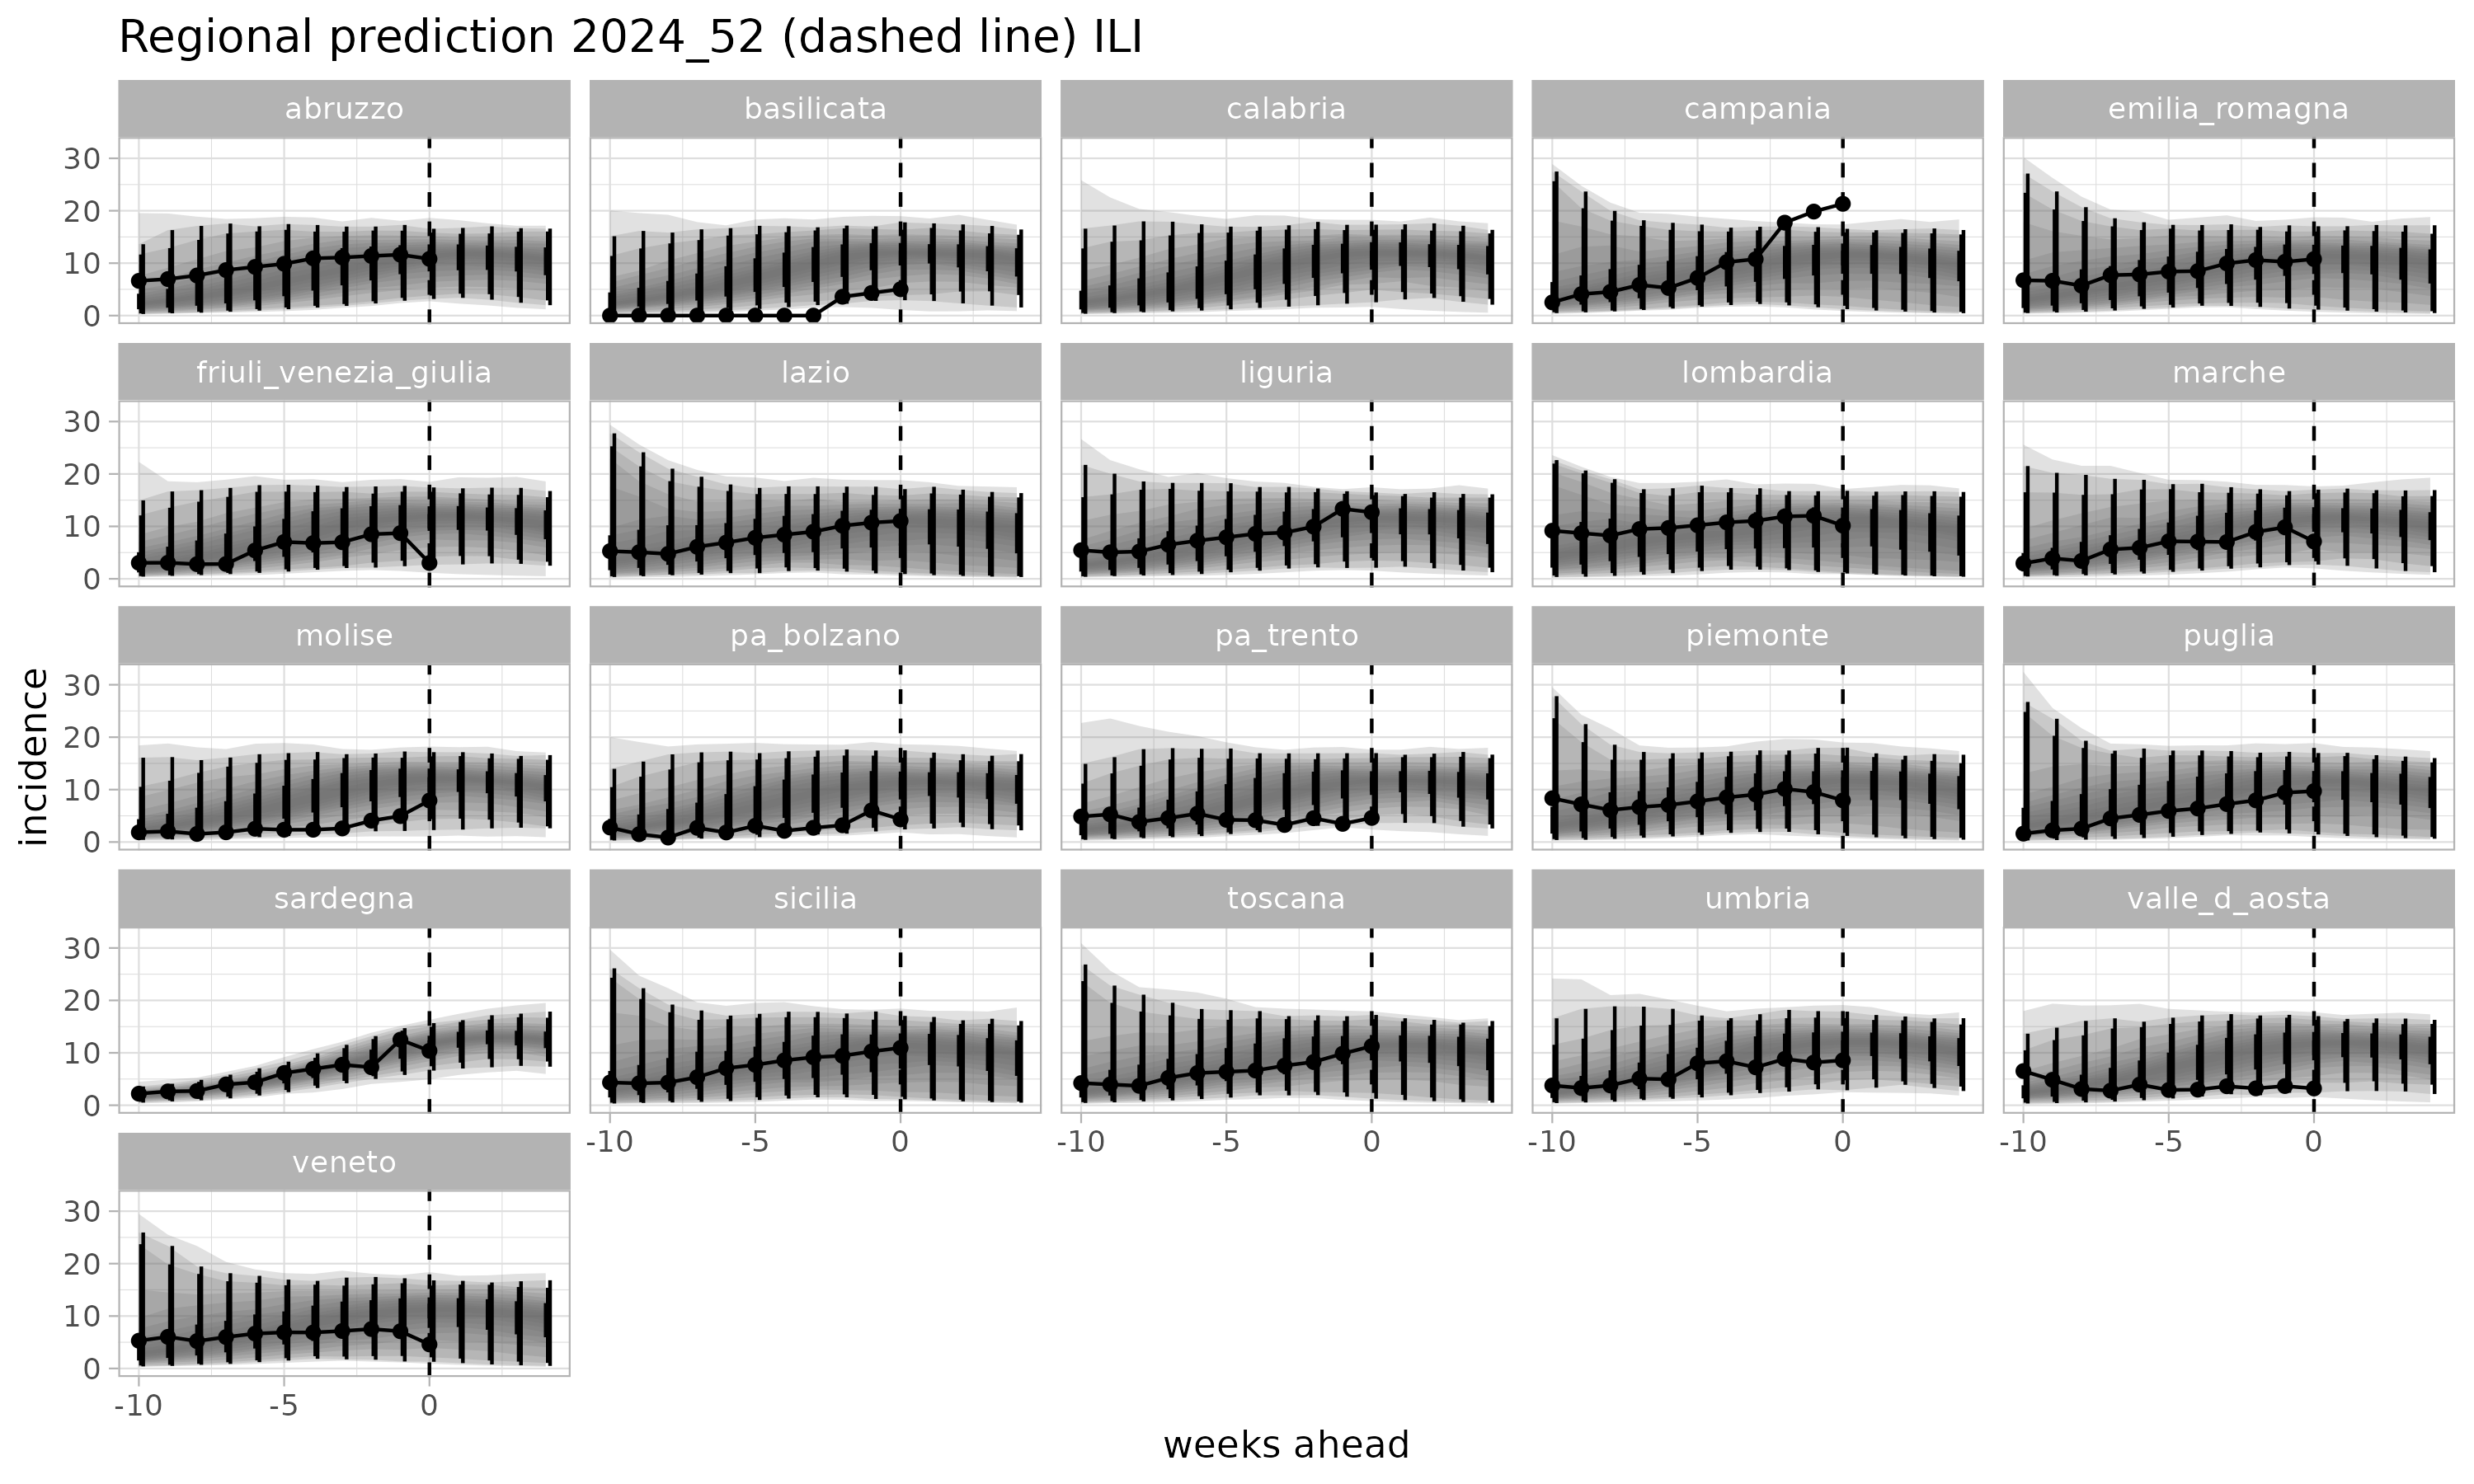 Regional prediction 2024_52 (dashed line) ILI
abruzzo
basilicata
calabria
campania
emilia_romagna
30
20
10
0
friuli_venezia_giulia
lazio
liguria
lombardia
marche
30
20
10
0
molise
pa_bolzano
pa_trento
piemonte
puglia
30
20
10
0
incidence
sardegna
sicilia
toscana
umbria
valle_d_aosta
30
20
10
0
-10 -5 0
-10 -5 0
-10 -5 0
-10 -5 0
veneto
30
20
10
0
-10 -5 0
weeks ahead